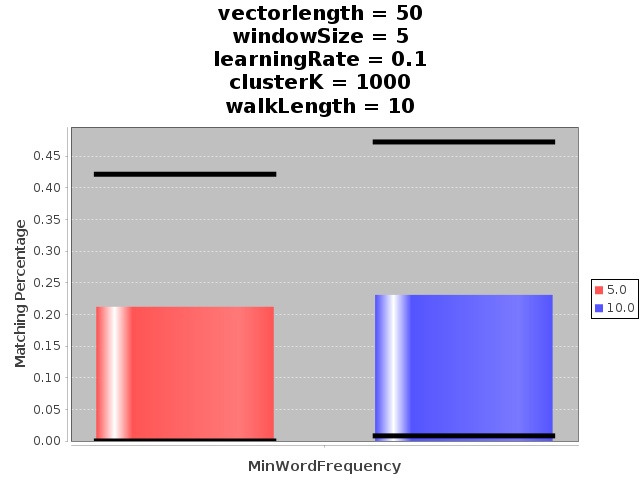 vectorlength = 50
windowSize = 5
learningRate = 0.1
clusterK = 1000
walkLength = 10
Matching Percentage
0.45
0.40
0.35
0.30
0.25
0.20
0.15
0.10
0.05
0.00
MinWordFrequency
5.0
10.0